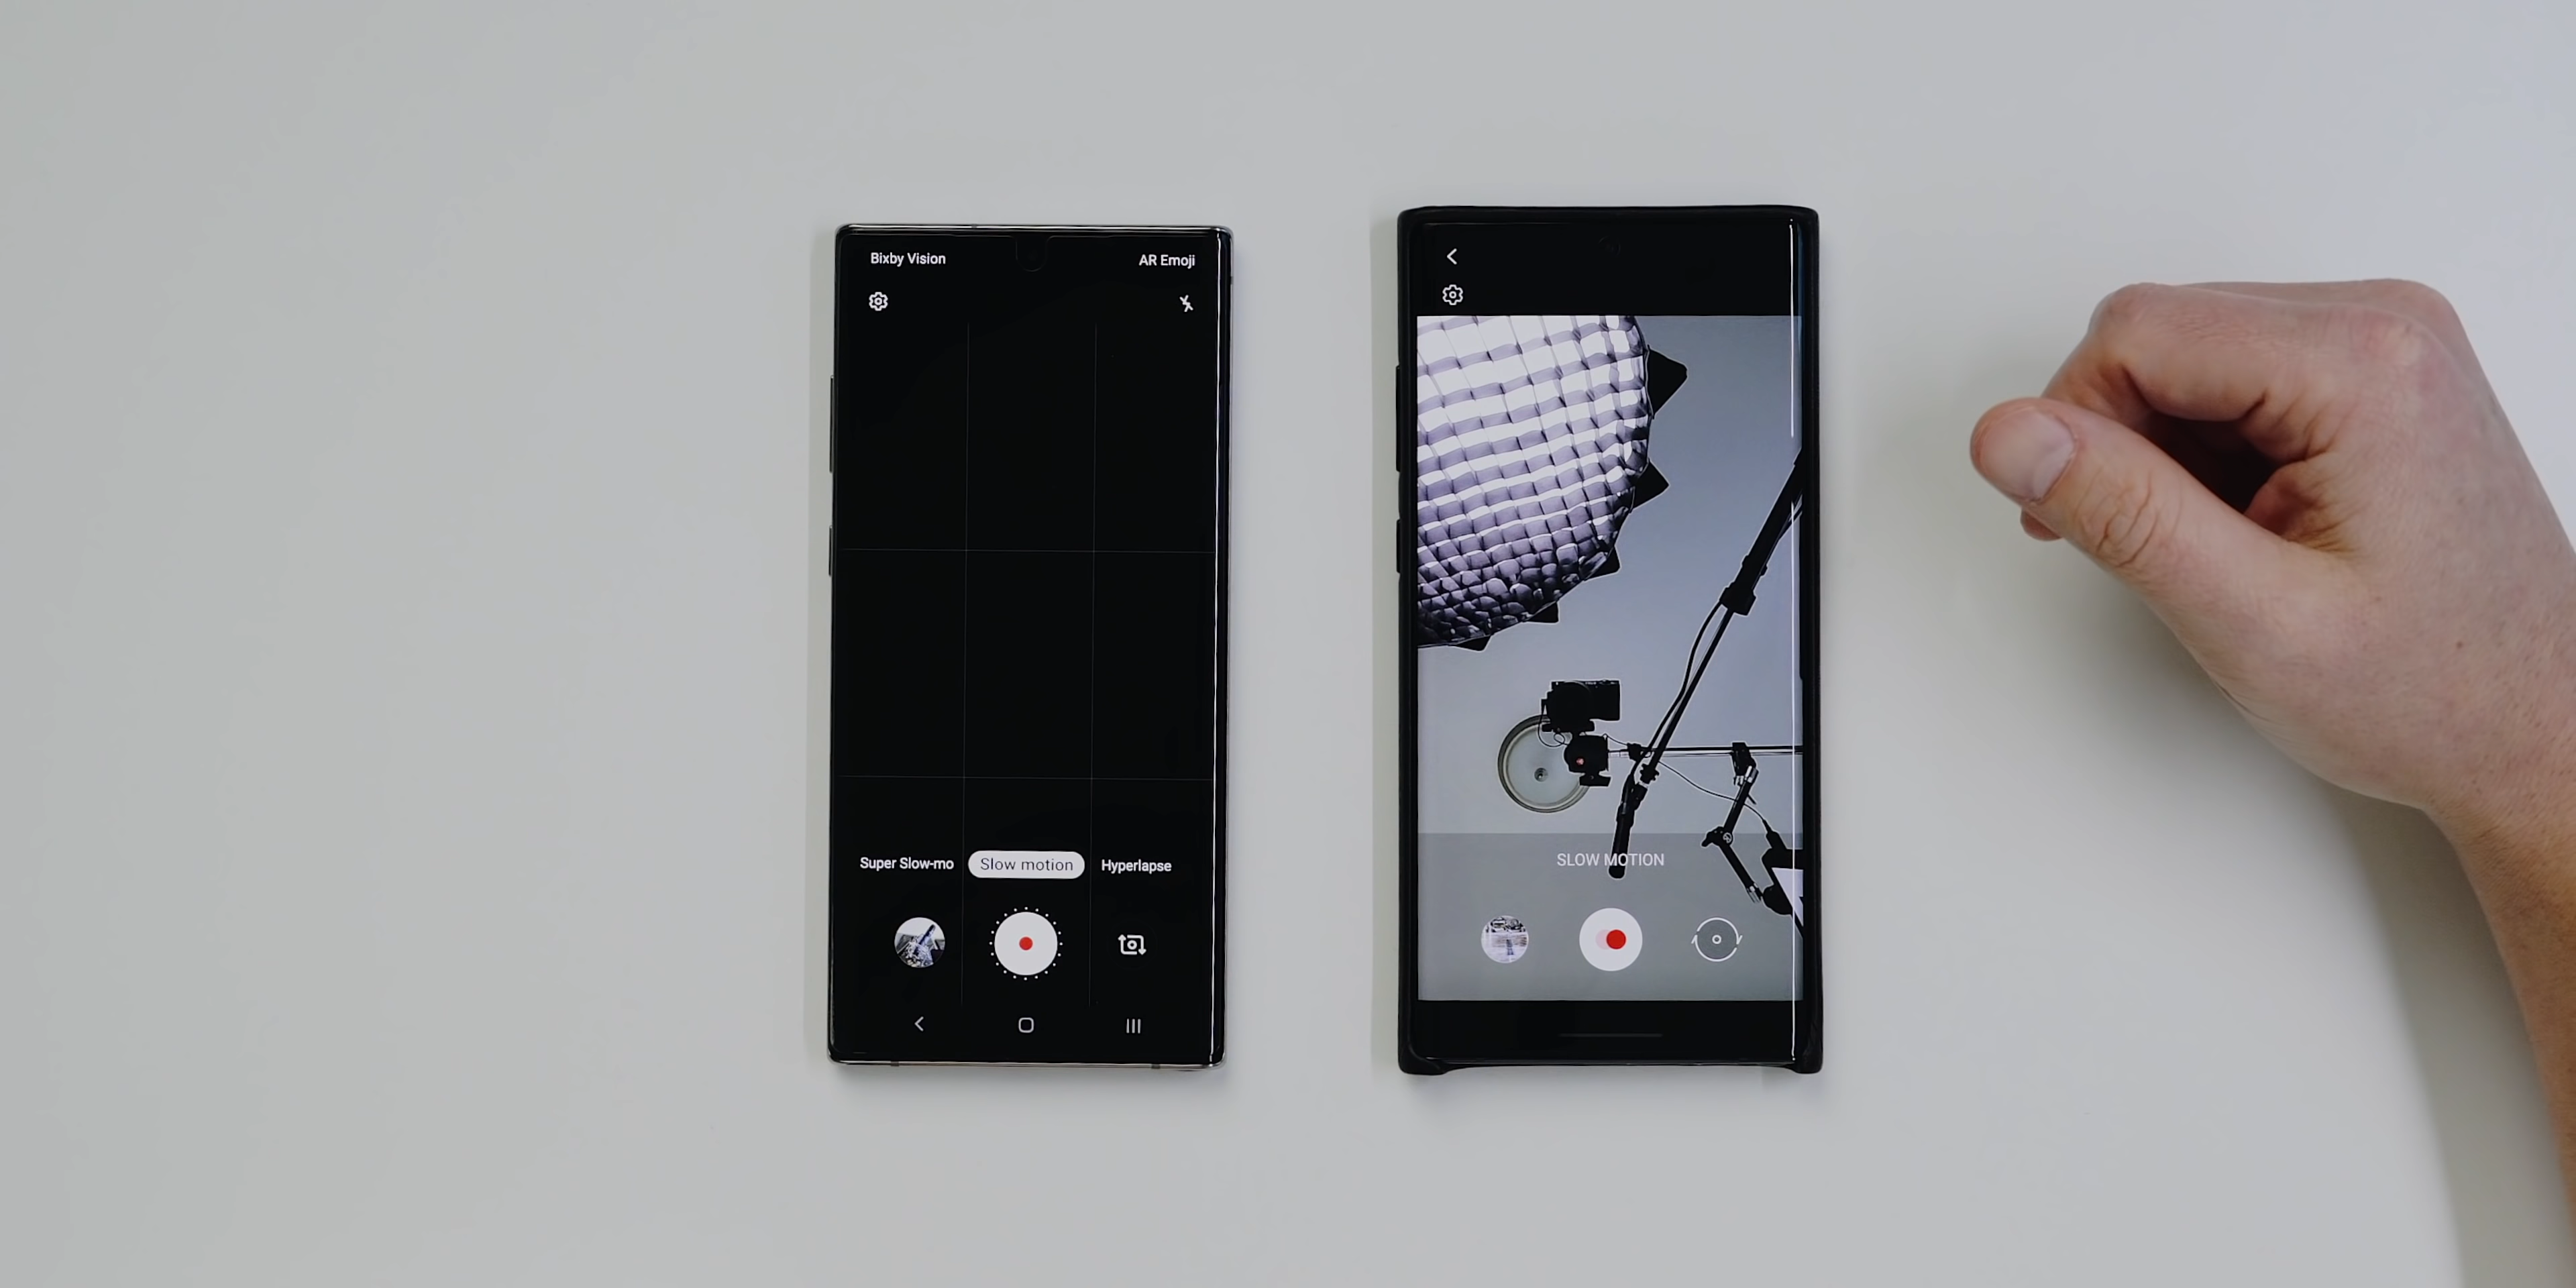 Bixby Vision
AR Emoji
Super Slow-mo
Slow motion
Hyperlapse
SLOW MOTION